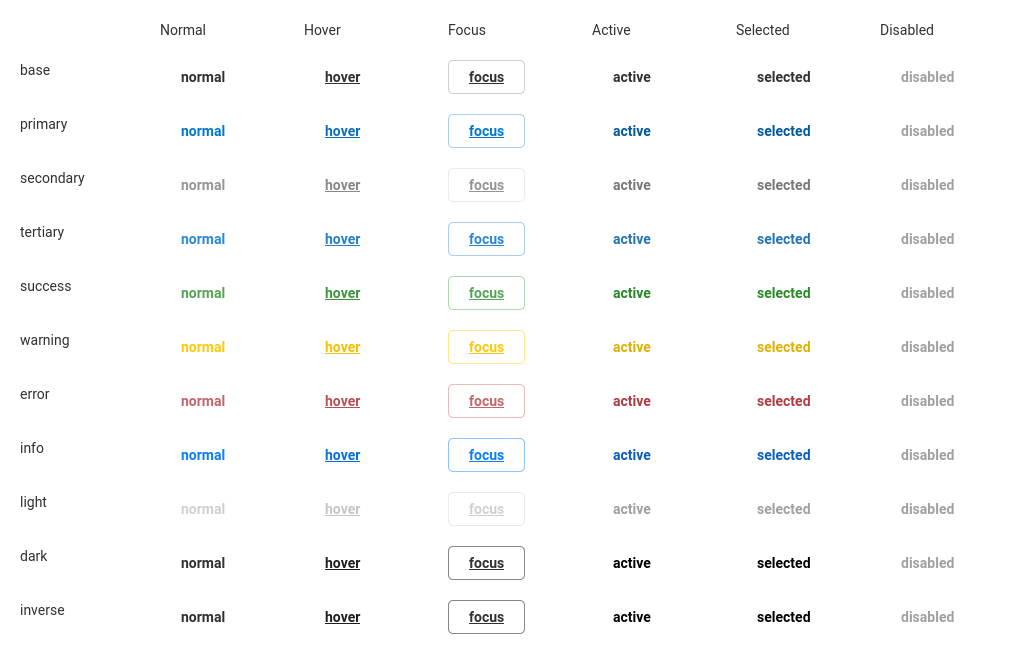 Normal Hover Focus Active Selected Disabled
base normal hover focus active selected disabled
primary normal hover focus active selected disabled
secondary normal hover focus active selected disabled
tertiary normal hover focus active selected disabled
success normal hover focus active selected disabled
warning normal hover focus active selected disabled
error normal hover focus active selected disabled
info normal hover focus active selected disabled
light normal hover focus active selected disabled
dark normal hover focus active selected disabled
inverse normal hover focus active selected disabled